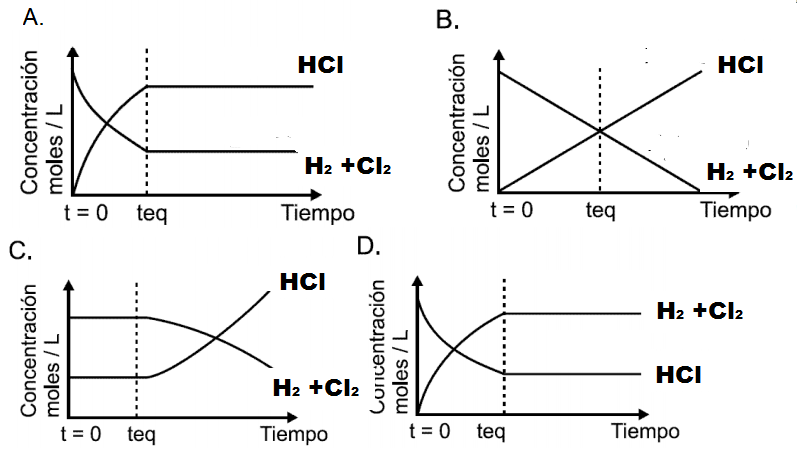 A.
Concentración
moles / L
HCl
H₂ +Cl₂
t = 0
teq
Tiempo
B.
Concentración
moles / L
HCl
H₂ +Cl₂
t = 0
teq
Tiempo
C.
Concentración
moles / L
HCl
H₂ +Cl₂
t = 0
teq
Tiempo
D.
Concentración
moles / L
H₂ +Cl₂
HCl
t = 0
teq
Tiempo